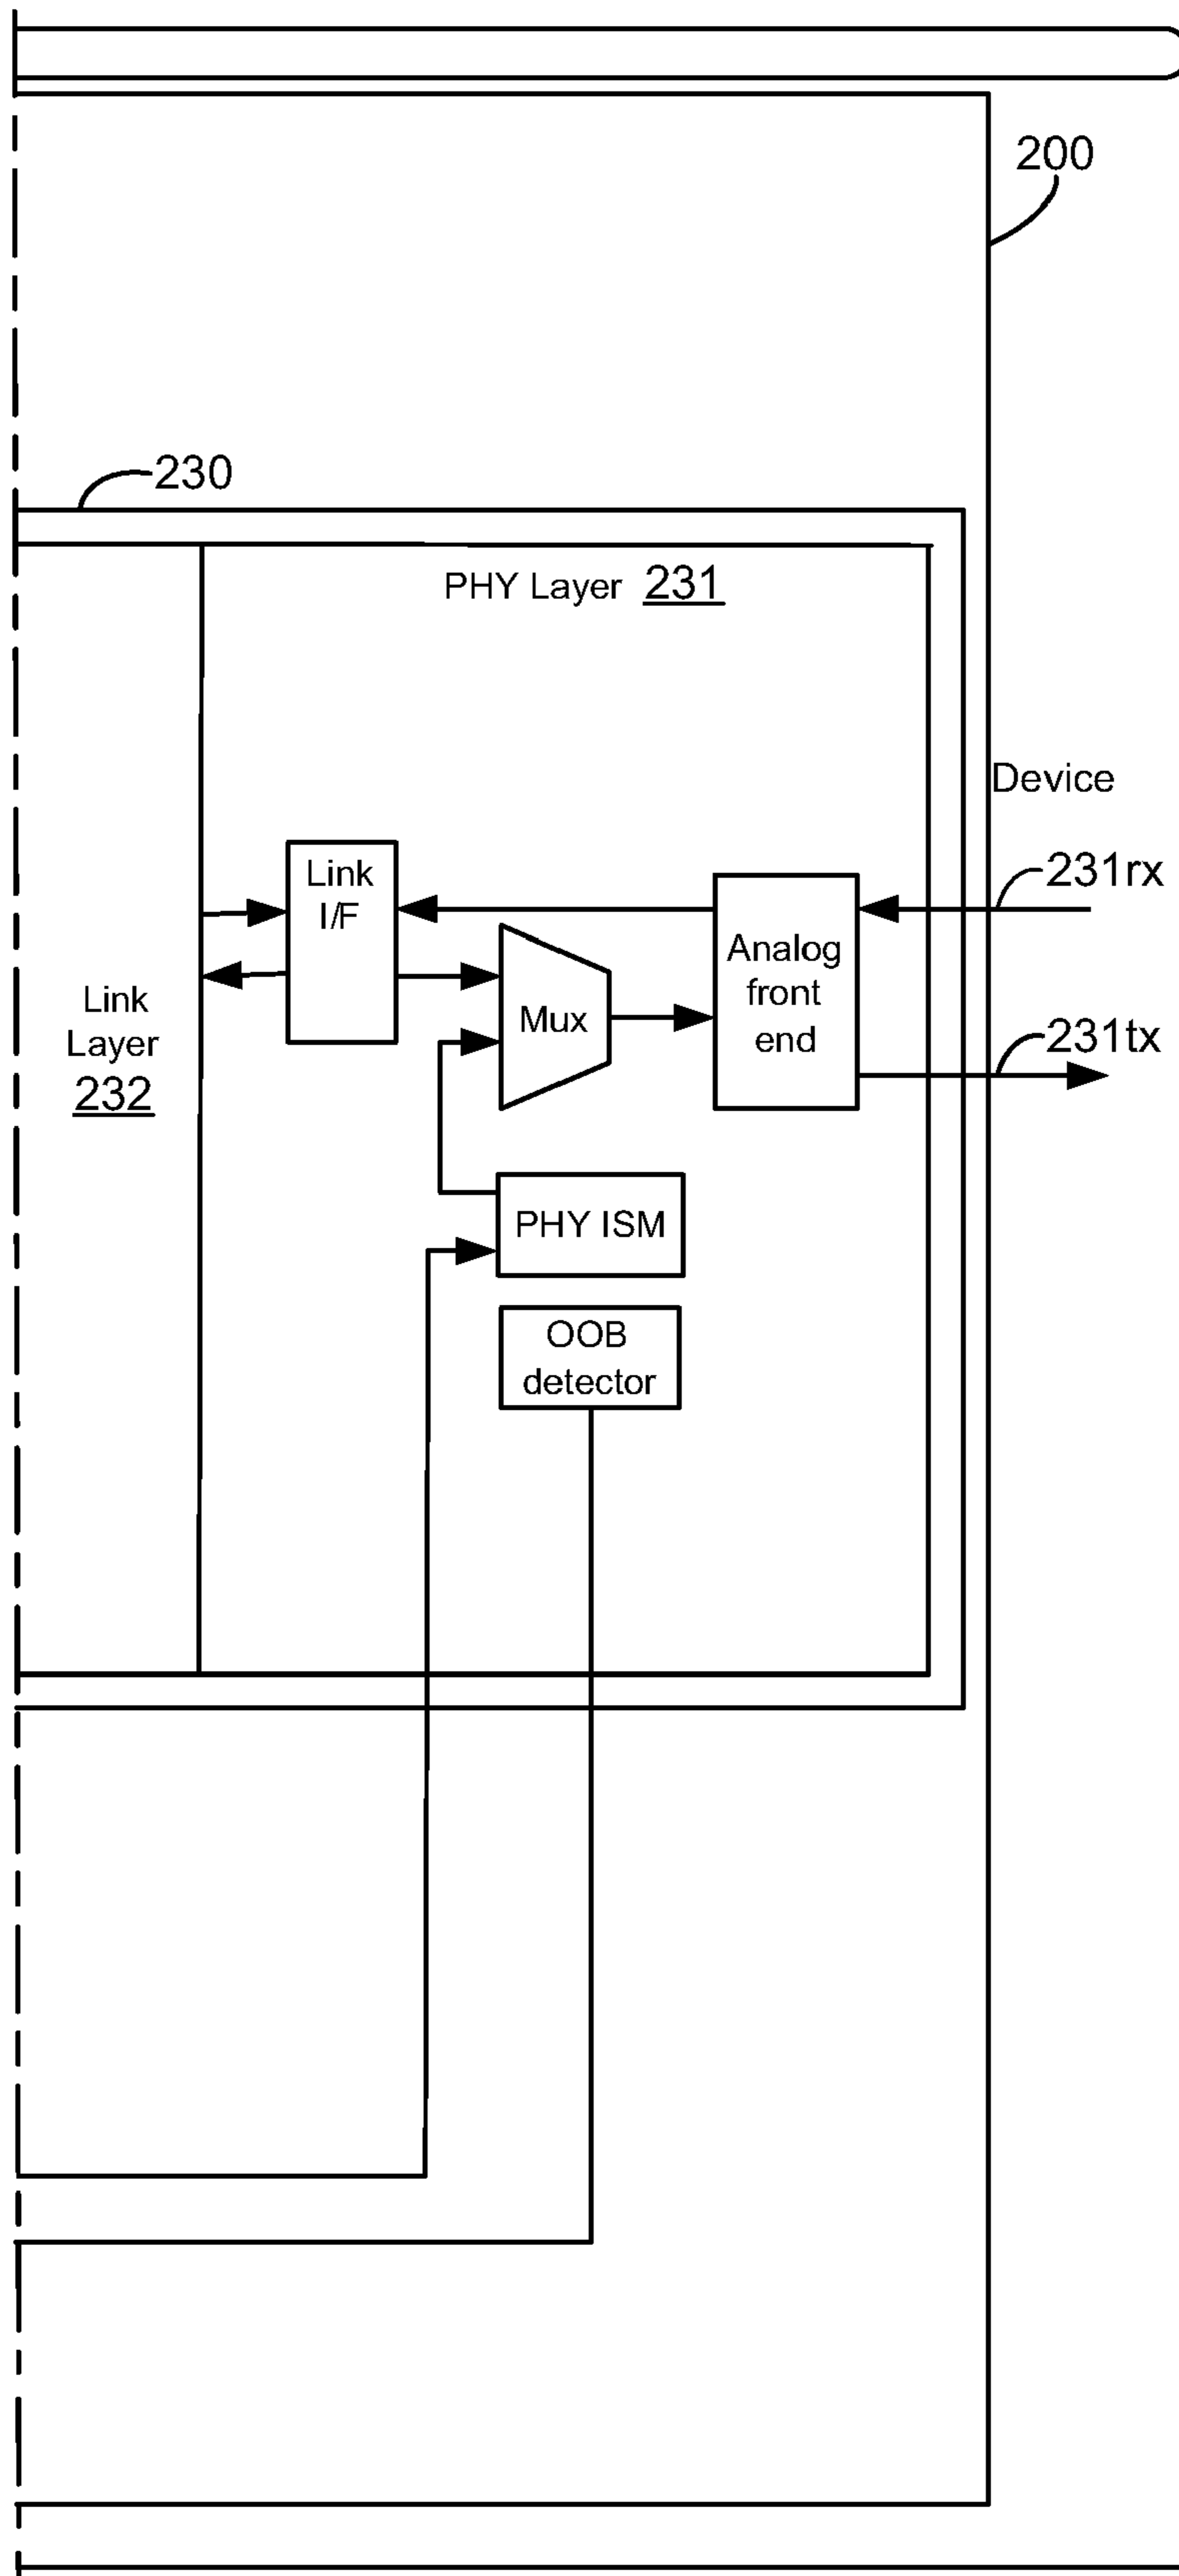 200
230
PHY Layer 231
Device
231rx
Link
I/F
Analog
front
end
Mux
Link
Layer
232
231tx
PHY ISM
OOB
detector